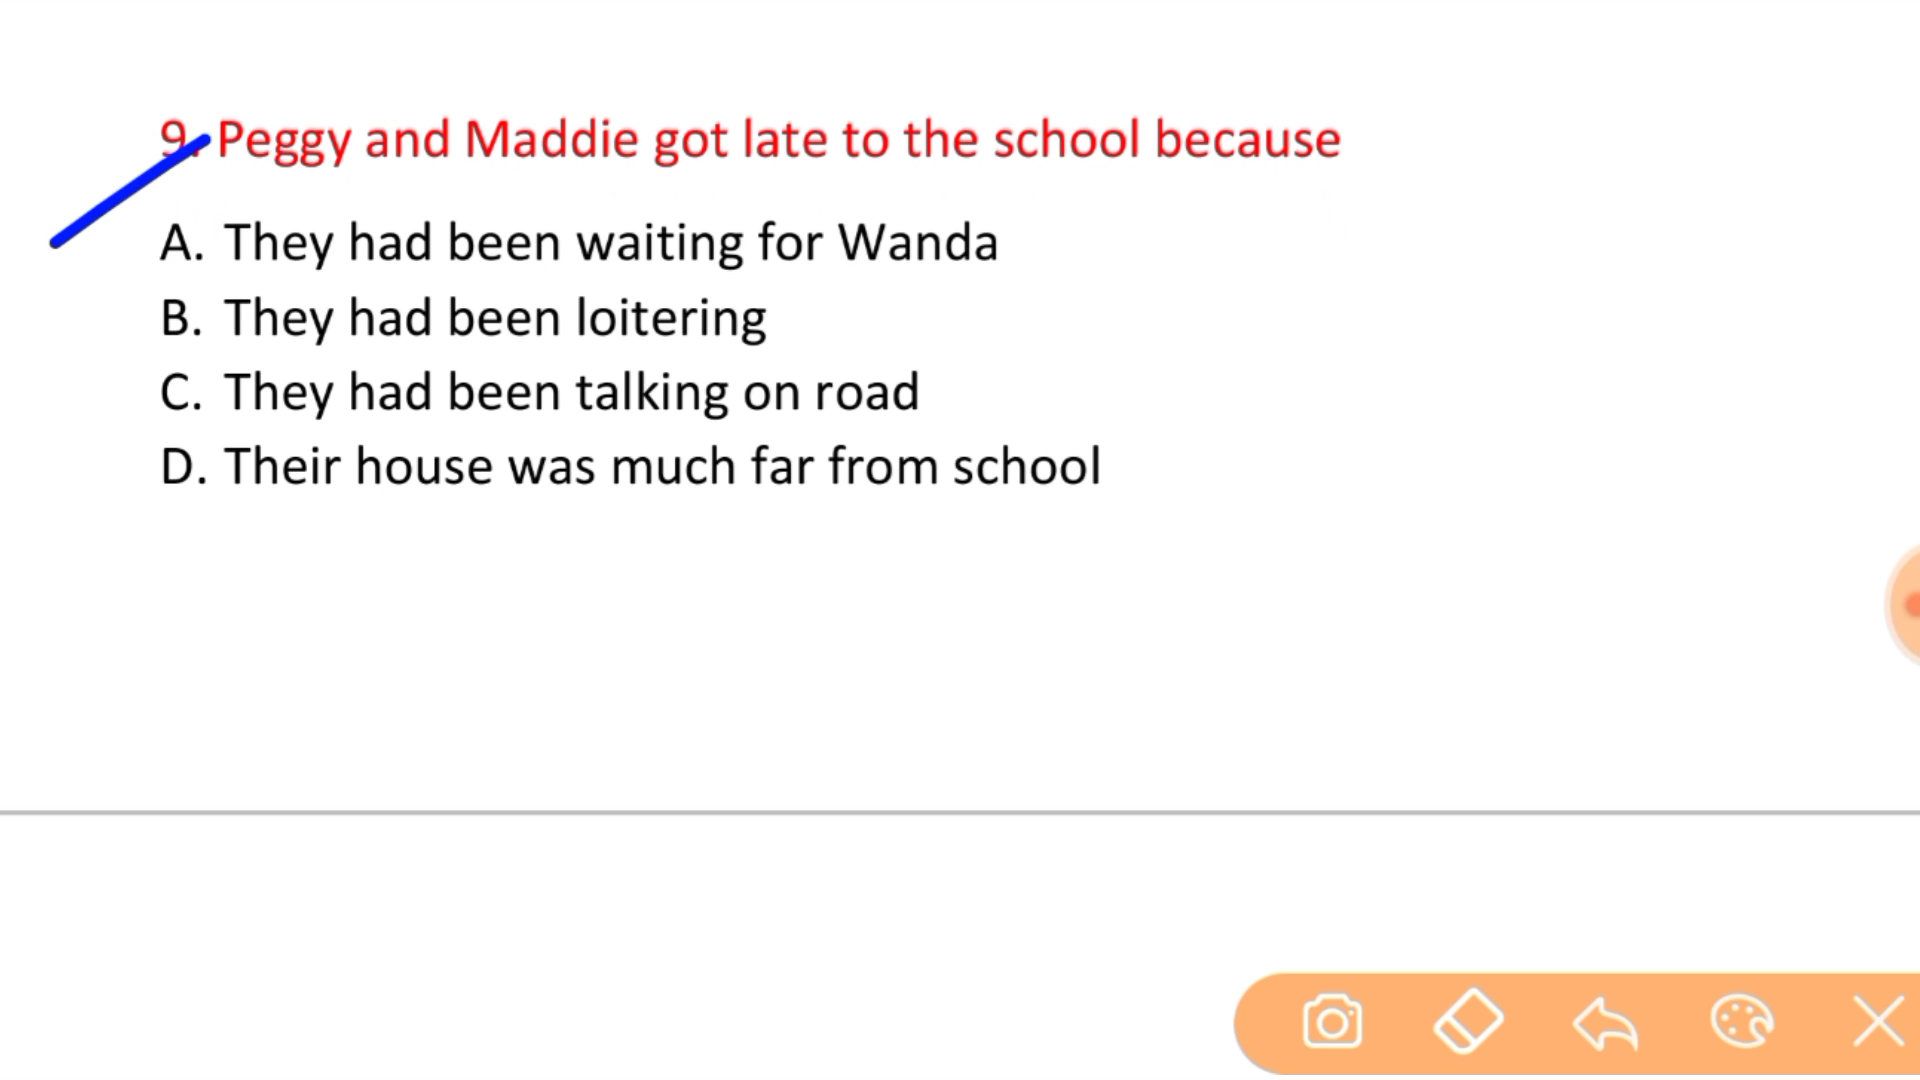 9. Peggy and Maddie got late to the school because
A. They had been waiting for Wanda
B. They had been loitering
C. They had been talking on road
D. Their house was much far from school